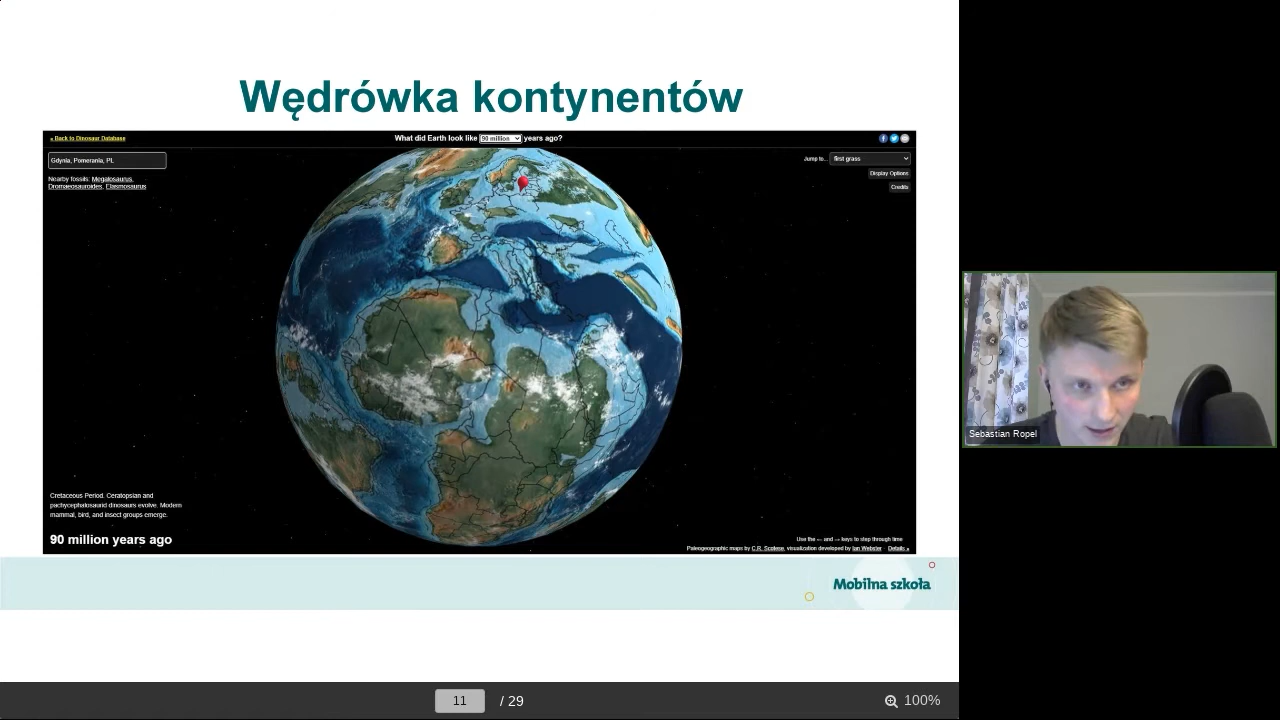 Wędrówka kontynentów
« Back to Dinosaur Database
What did Earth look like 90 million years ago?
Gdynia, Pomerania, PL
Jump to... first grass
Nearby fossils: Megalosaurus,
Dromaeosauroides, Elasmosaurus
Display Options
Credits
Sebastian Ropel
Cretaceous Period. Ceratopsian and
pachycephalosaurid dinosaurs evolve. Modern
mammal, bird, and insect groups emerge.
90 million years ago
Use the ← and → keys to step through time
Paleogeographic maps by C.R. Scotese, visualization developed by Ian Webster · Details »
Mobilna szkoła
11 / 29
100%